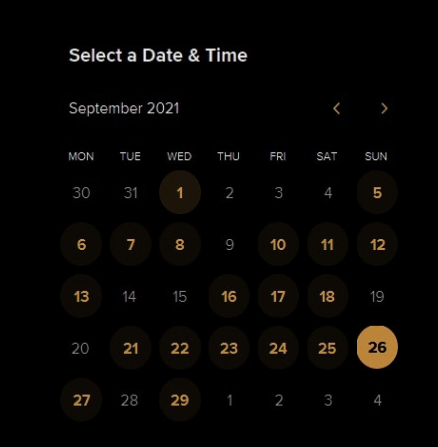 Select a Date & Time
September 2021
MON TUE WED THU FRI SAT SUN
30 31 1 2 3 4 5
6 7 8 9 10 11 12
13 14 15 16 17 18 19
20 21 22 23 24 25 26
27 28 29 1 2 3 4